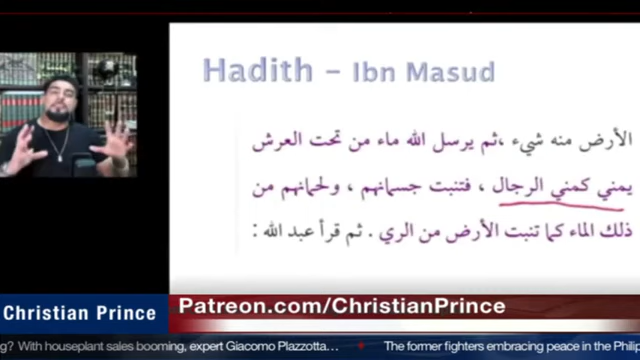 Hadith – Ibn Masud
الأرض منه شيء ، ثم يرسل الله ماء من تحت العرش
يمني كمني الرجال ، فتنبت جسمانهم ، ولحمانهم من
ذلك الماء كما تنبت الأرض من الري . ثم قرأ عبد الله :
Christian Prince
Patreon.com/ChristianPrince
ng? With houseplant sales booming, expert Giacomo Plazzotta... The former fighters embracing peace in the Philip